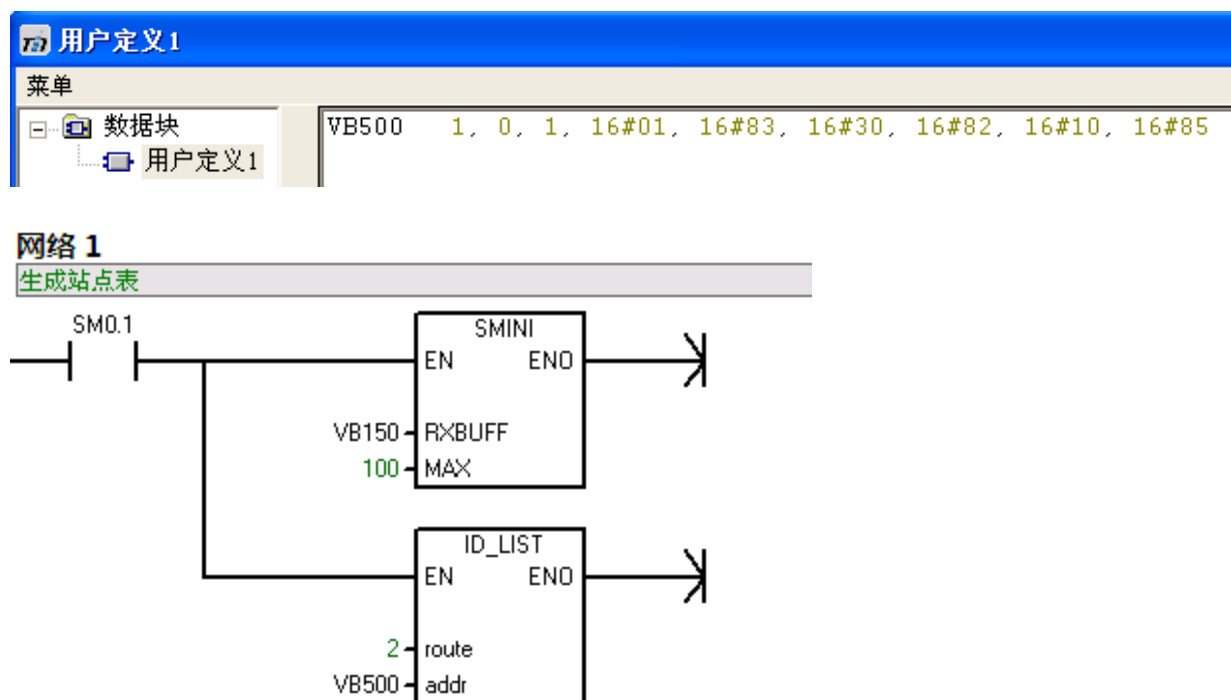 用户定义1
菜单
数据块
用户定义1
VB500 1, 0, 1, 16#01, 16#83, 16#30, 16#82, 16#10, 16#85
网络 1
生成站点表
SM0.1
SMINI
EN ENO
VB150 RXBUFF
100 MAX
ID_LIST
EN ENO
2 route
VB500 addr